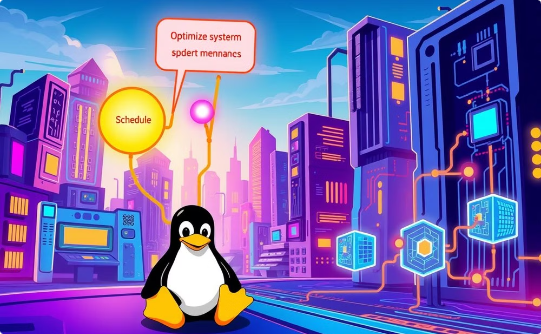 Optimize systerm
spdert mennancs
Schedule